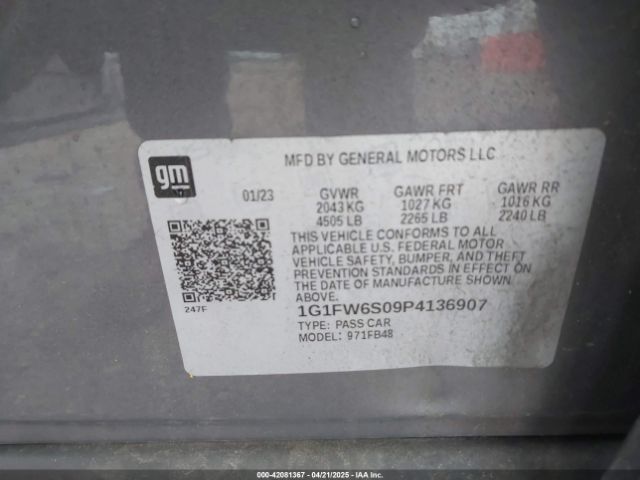 gm
MFD BY GENERAL MOTORS LLC
01/23 GVWR GAWR FRT GAWR RR
2043 KG 1027 KG 1016 KG
4505 LB 2265 LB 2240 LB
THIS VEHICLE CONFORMS TO ALL
APPLICABLE U.S. FEDERAL MOTOR
VEHICLE SAFETY, BUMPER, AND THEFT
PREVENTION STANDARDS IN EFFECT ON
THE DATE OF MANUFACTURE SHOWN
ABOVE.
247F
1G1FW6S09P4136907
TYPE: PASS CAR
MODEL: 971FB48
000-42081367 - 04/21/2025 - IAA Inc.